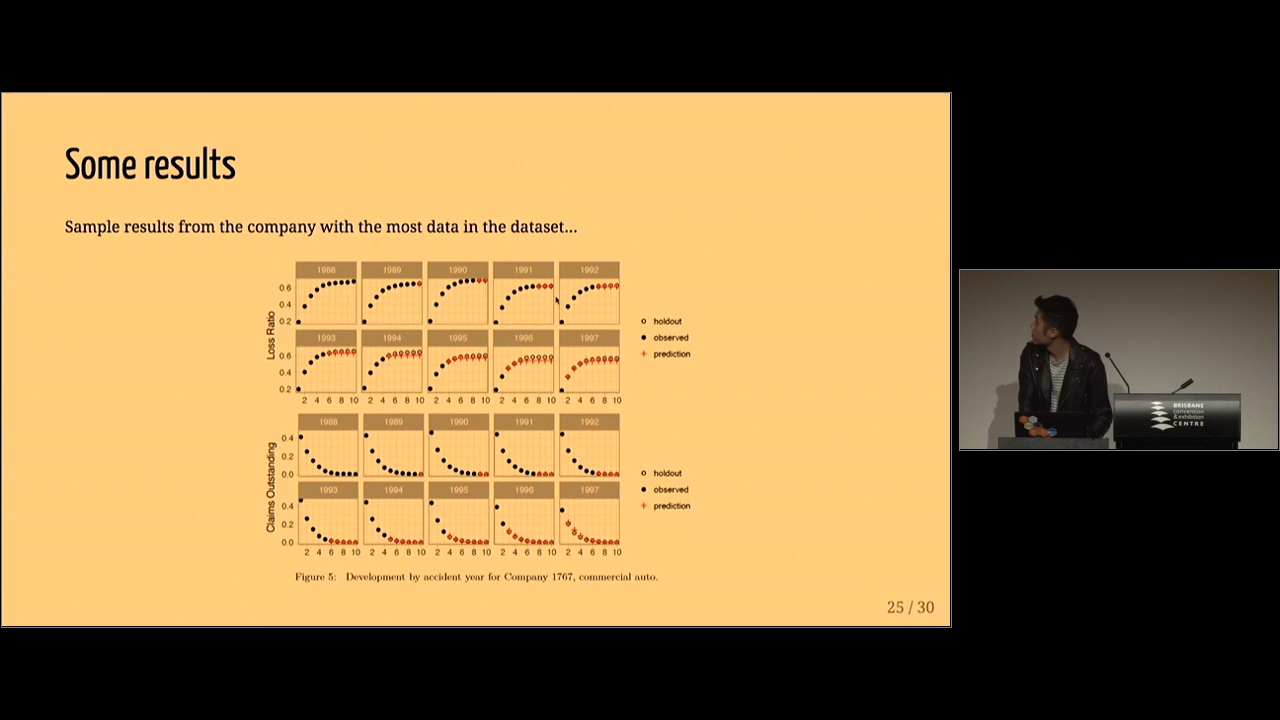 Some results
Sample results from the company with the most data in the dataset...
1988 1989 1990 1991 1992
0.6
0.4
0.2
1993 1994 1995 1996 1997
0.6
0.4
0.2
2 4 6 8 10 2 4 6 8 10 2 4 6 8 10 2 4 6 8 10 2 4 6 8 10
Loss Ratio
holdout
observed
prediction
1988 1989 1990 1991 1992
0.4
0.2
0.0
1993 1994 1995 1996 1997
0.4
0.2
0.0
2 4 6 8 10 2 4 6 8 10 2 4 6 8 10 2 4 6 8 10 2 4 6 8 10
Claims Outstanding
holdout
observed
prediction
Figure 5: Development by accident year for Company 1767, commercial auto.
25 / 30
BRISBANE
convention
& exhibition
CENTRE